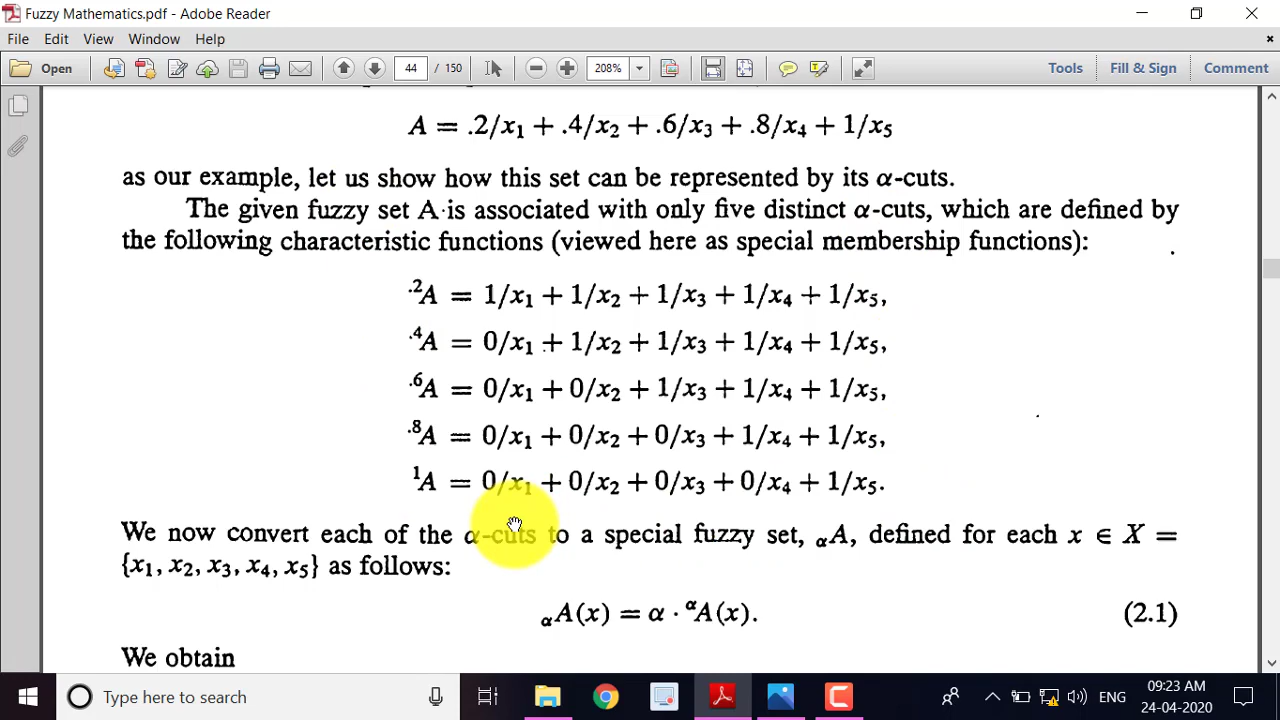 Fuzzy Mathematics.pdf - Adobe Reader
File Edit View Window Help
Open 44 / 150 208% Tools Fill & Sign Comment
A = .2/x₁ + .4/x₂ + .6/x₃ + .8/x₄ + 1/x₅
as our example, let us show how this set can be represented by its α-cuts.
The given fuzzy set A is associated with only five distinct α-cuts, which are defined by
the following characteristic functions (viewed here as special membership functions):
·²A = 1/x₁ + 1/x₂ + 1/x₃ + 1/x₄ + 1/x₅,
·⁴A = 0/x₁ + 1/x₂ + 1/x₃ + 1/x₄ + 1/x₅,
·⁶A = 0/x₁ + 0/x₂ + 1/x₃ + 1/x₄ + 1/x₅,
·⁸A = 0/x₁ + 0/x₂ + 0/x₃ + 1/x₄ + 1/x₅,
¹A = 0/x₁ + 0/x₂ + 0/x₃ + 0/x₄ + 1/x₅.
We now convert each of the α-cuts to a special fuzzy set, ₐA, defined for each x ∈ X =
{x₁, x₂, x₃, x₄, x₅} as follows:
ₐA(x) = α · ᵅA(x). (2.1)
We obtain
Type here to search ENG 09:23 AM
24-04-2020